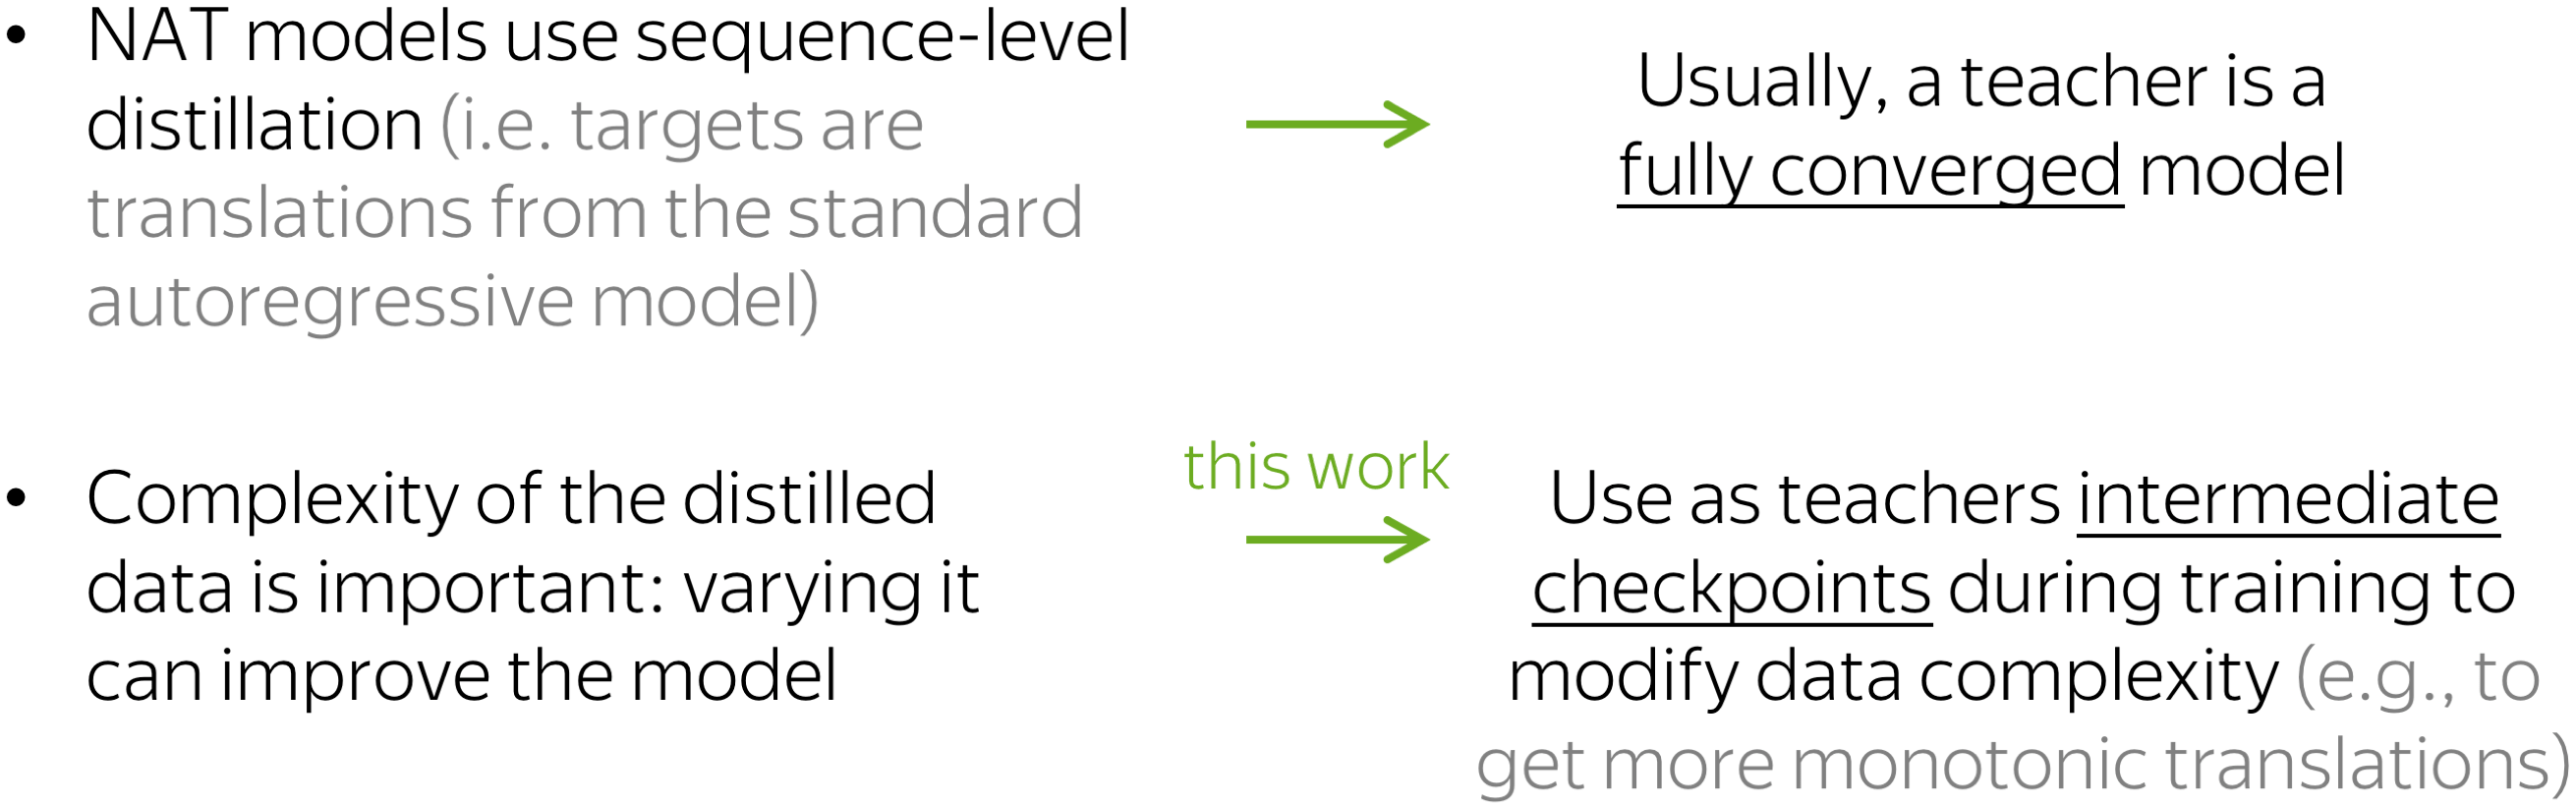 • NAT models use sequence-level
distillation (i.e. targets are
translations from the standard
autoregressive model)
Usually, a teacher is a
fully converged model
• Complexity of the distilled
data is important: varying it
can improve the model
this work
Use as teachers intermediate
checkpoints during training to
modify data complexity (e.g., to
get more monotonic translations)